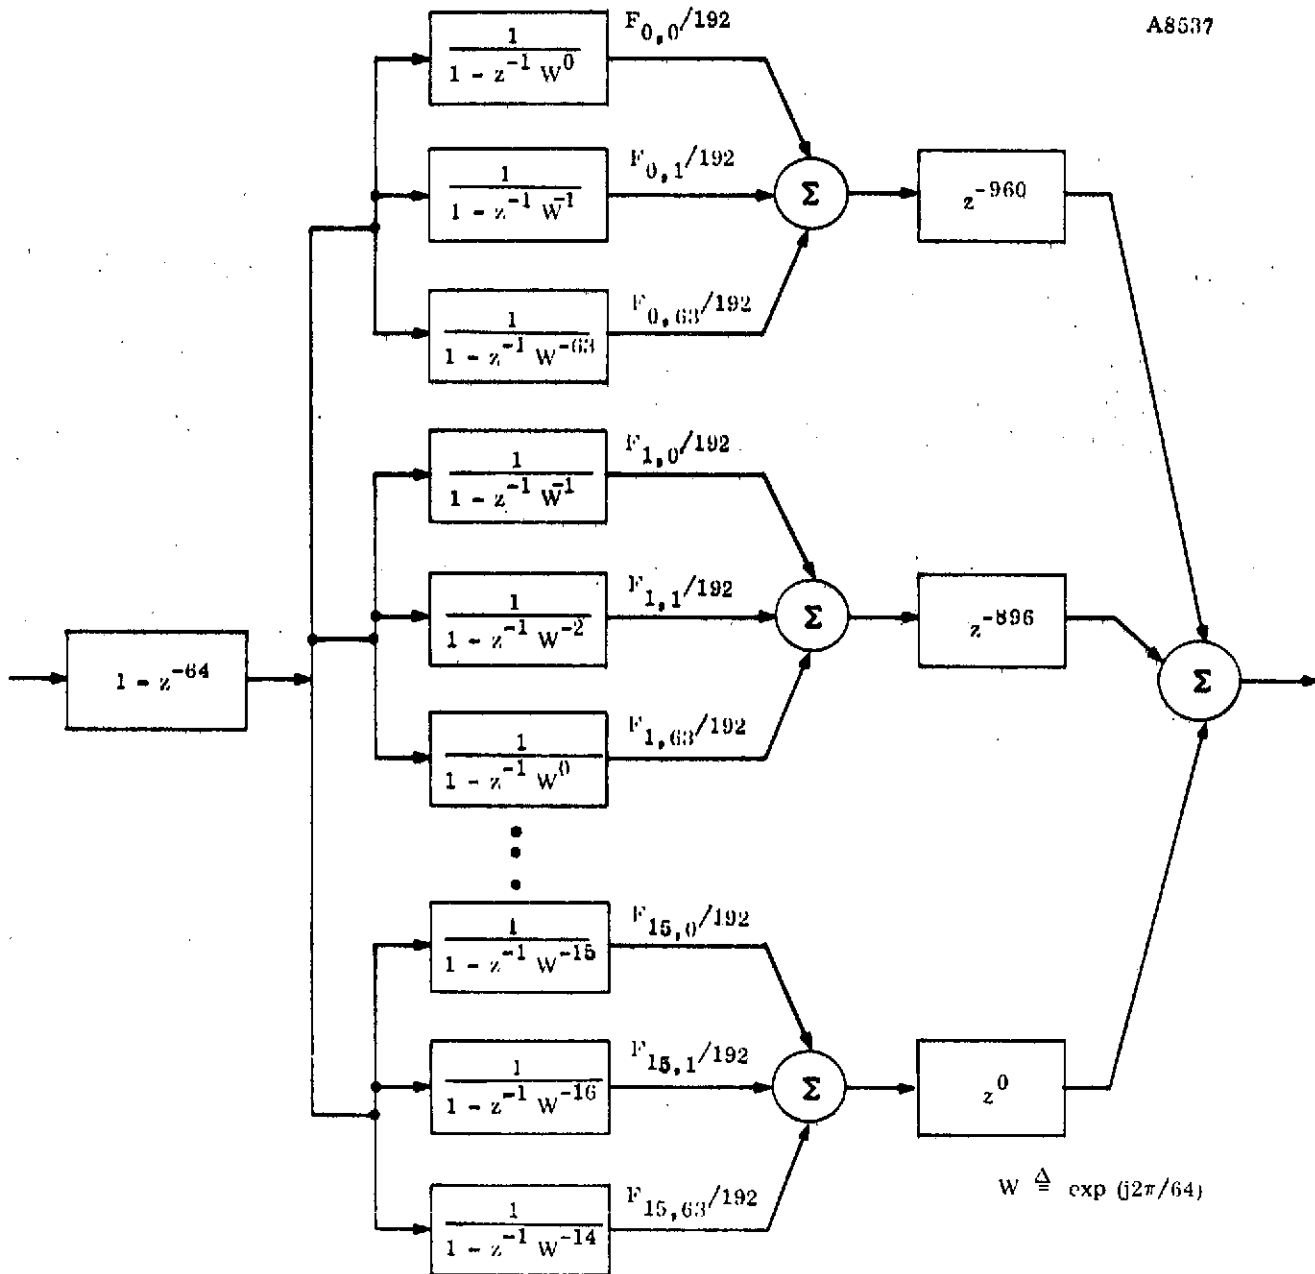 A8537
1
1 - z^-1 W^0
F_0,0/192
1
1 - z^-1 W^-1
F_0,1/192
Σ
z^-960
1
1 - z^-1 W^-63
F_0,63/192
1
1 - z^-1 W^-1
F_1,0/192
1
1 - z^-1 W^-2
F_1,1/192
Σ
z^-896
1 - z^-64
Σ
1
1 - z^-1 W^0
F_1,63/192
1
1 - z^-1 W^-15
F_15,0/192
1
1 - z^-1 W^-16
F_15,1/192
Σ
z^0
1
1 - z^-1 W^-14
F_15,63/192
W ≜ exp (j2π/64)